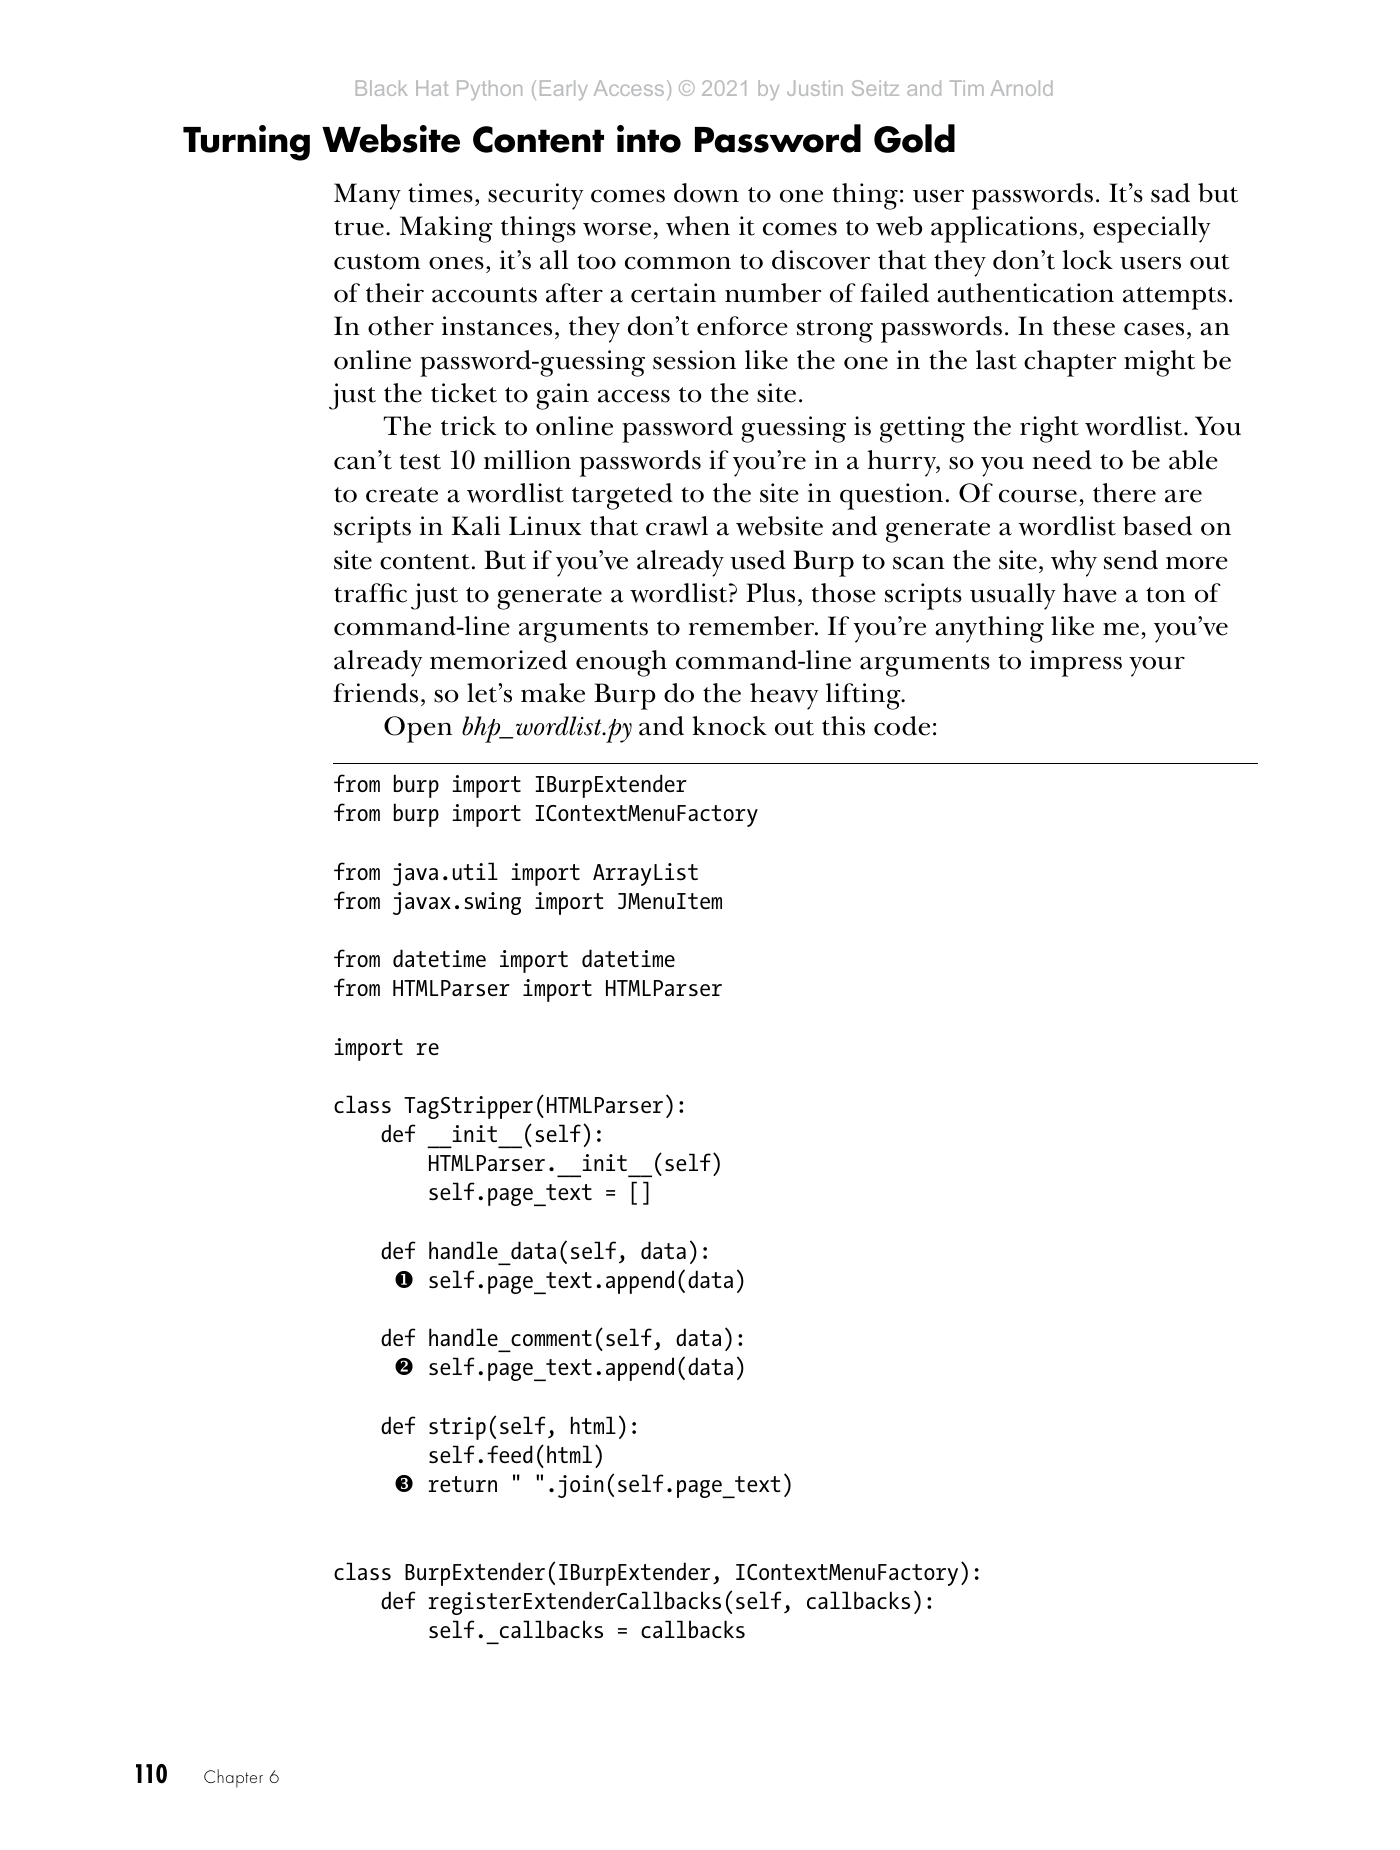 Black Hat Python (Early Access) © 2021 by Justin Seitz and Tim Arnold
Turning Website Content into Password Gold
Many times, security comes down to one thing: user passwords. It’s sad but
true. Making things worse, when it comes to web applications, especially
custom ones, it’s all too common to discover that they don’t lock users out
of their accounts after a certain number of failed authentication attempts.
In other instances, they don’t enforce strong passwords. In these cases, an
online password-guessing session like the one in the last chapter might be
just the ticket to gain access to the site.
The trick to online password guessing is getting the right wordlist. You
can’t test 10 million passwords if you’re in a hurry, so you need to be able
to create a wordlist targeted to the site in question. Of course, there are
scripts in Kali Linux that crawl a website and generate a wordlist based on
site content. But if you’ve already used Burp to scan the site, why send more
traffic just to generate a wordlist? Plus, those scripts usually have a ton of
command-line arguments to remember. If you’re anything like me, you’ve
already memorized enough command-line arguments to impress your
friends, so let’s make Burp do the heavy lifting.
Open bhp_wordlist.py and knock out this code:
from burp import IBurpExtender
from burp import IContextMenuFactory
from java.util import ArrayList
from javax.swing import JMenuItem
from datetime import datetime
from HTMLParser import HTMLParser
import re
class TagStripper(HTMLParser):
    def __init__(self):
        HTMLParser.__init__(self)
        self.page_text = []
    def handle_data(self, data):
     ❶ self.page_text.append(data)
    def handle_comment(self, data):
     ❷ self.page_text.append(data)
    def strip(self, html):
        self.feed(html)
     ❸ return " ".join(self.page_text)
class BurpExtender(IBurpExtender, IContextMenuFactory):
    def registerExtenderCallbacks(self, callbacks):
        self._callbacks = callbacks
110 Chapter 6